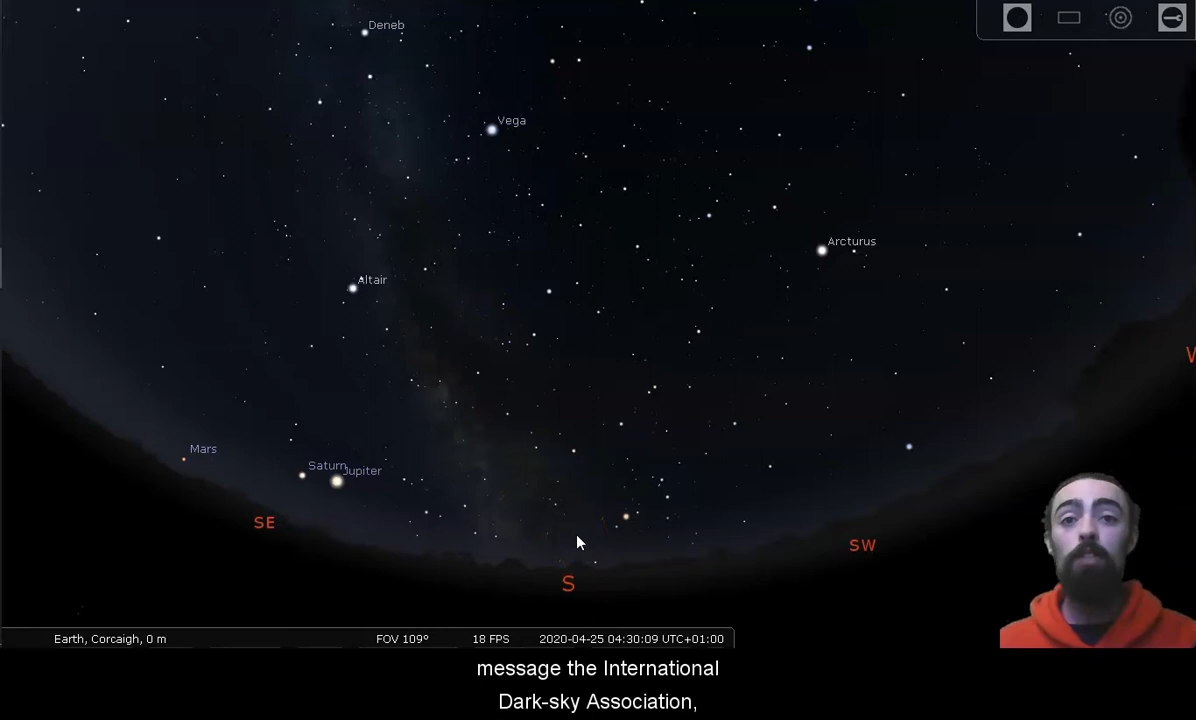 Deneb
Vega
Arcturus
Altair
Mars
Saturn
Jupiter
SE
S
SW
W
Earth, Corcaigh, 0 m FOV 109° 18 FPS 2020-04-25 04:30:09 UTC+01:00
message the International
Dark-sky Association,